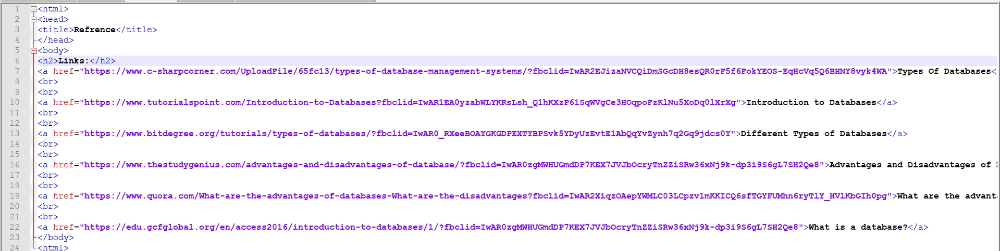 1 <html>
2 <head>
3 <title>Refrence</title>
4 </head>
5 <body>
6 <h2>Links:</h2>
7 <a href="https://www.c-sharpcorner.com/UploadFile/65fc13/types-of-database-management-systems/?fbclid=IwAR2EJizaNVCQiDmSGcDH8esQR0rF5f6FokYEOS-EqHcVq5Q6BHNY8vyk4WA">Types Of Databases<
8 <br>
9 <br>
10 <a href="https://www.tutorialspoint.com/Introduction-to-Databases?fbclid=IwAR1EA0yzabWLYKRsLsh_Q1hKXzP61SqWVgCe3HOqpoFzKlNu5XoDq0lXrXg">Introduction to Databases</a>
11 <br>
12 <br>
13 <a href="https://www.bitdegree.org/tutorials/types-of-databases/?fbclid=IwAR0_RXeeBOAYGKGDPEXTYBPSvk5YDyUzEvtE1AbQqYvZynh7q2Gq9jdcs0Y">Different Types of Databases</a>
14 <br>
15 <br>
16 <a href="https://www.thestudygenius.com/advantages-and-disadvantages-of-database/?fbclid=IwAR0zgMWHUGmdDP7KEX7JVJbOcryTnZZiSRw36xNj9k-dp3i9S6gL7SH2Qe8">Advantages and Disadvantages of
17 <br>
18 <br>
19 <a href="https://www.quora.com/What-are-the-advantages-of-databases-What-are-the-disadvantages?fbclid=IwAR2XiqzOAepYWMLC03LCpzv1mKKICQ6sfTGYFUMhn6ryTlY_HVlKbGIh0pg">What are the advant
20 <br>
21 <br>
22 <a href="https://edu.gcfglobal.org/en/access2016/introduction-to-databases/1/?fbclid=IwAR0zgMWHUGmdDP7KEX7JVJbOcryTnZZiSRw36xNj9k-dp3i9S6gL7SH2Qe8">What is a database?</a>
23 </body>
24 <html>